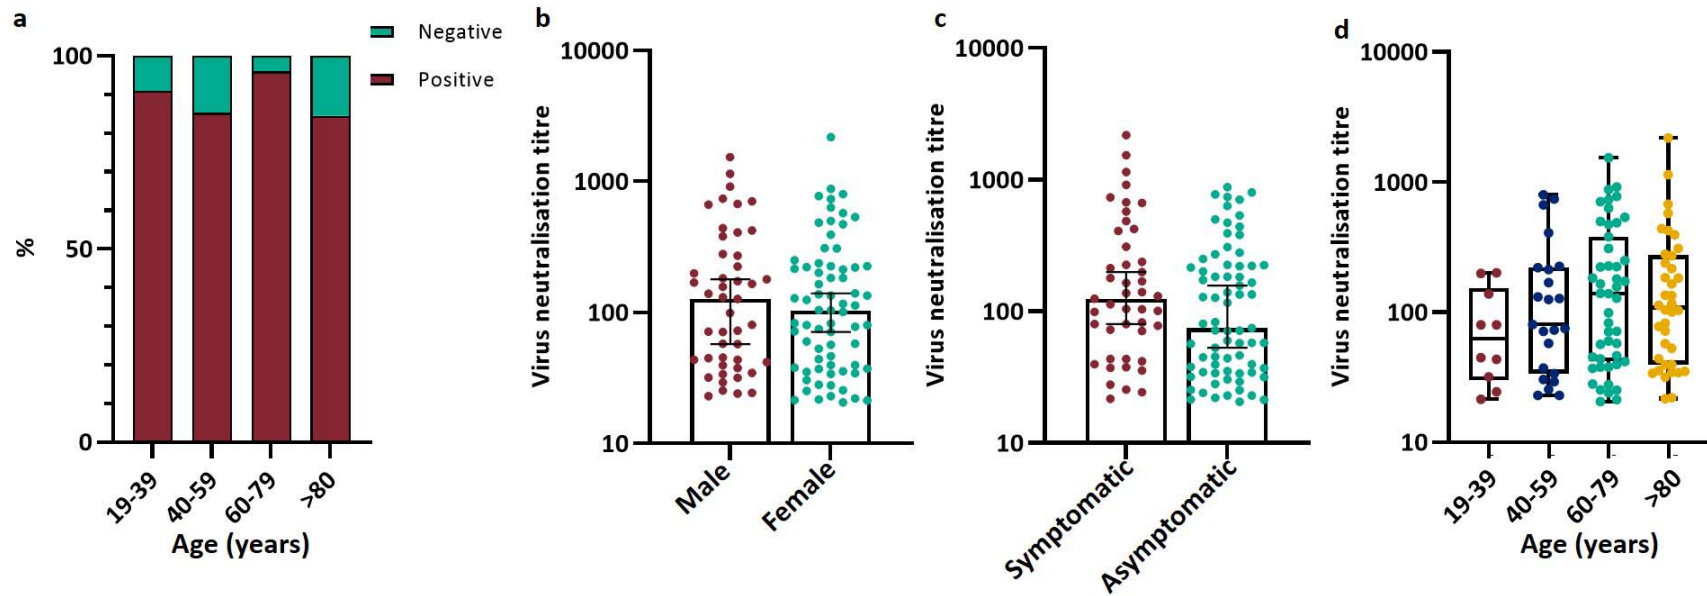 a
Negative
Positive
100
50
0
%
19-39
40-59
60-79
>80
Age (years)
b
10000
1000
100
10
Virus neutralisation titre
Male
Female
c
10000
1000
100
10
Virus neutralisation titre
Symptomatic
Asymptomatic
d
10000
1000
100
10
Virus neutralisation titre
19-39
40-59
60-79
>80
Age (years)